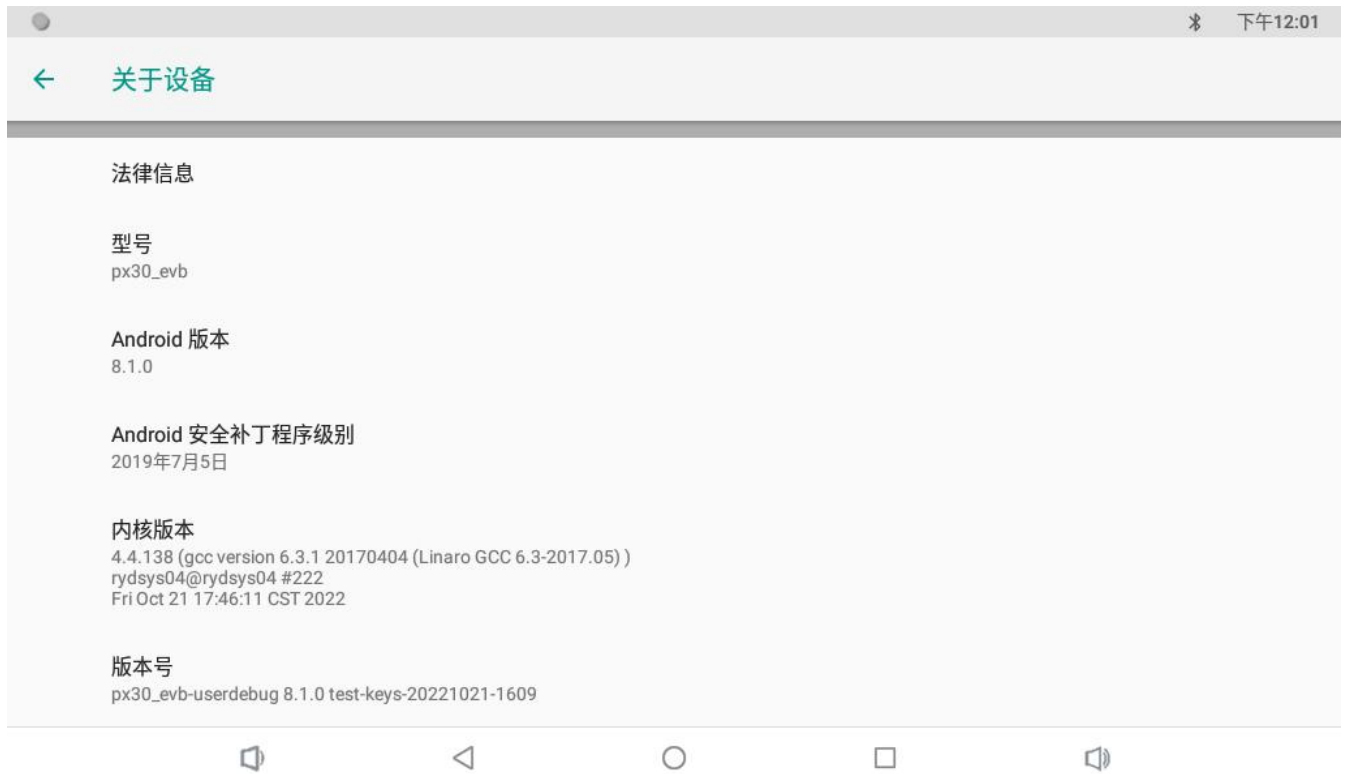 下午12:01
关于设备
法律信息
型号
px30_evb
Android 版本
8.1.0
Android 安全补丁程序级别
2019年7月5日
内核版本
4.4.138 (gcc version 6.3.1 20170404 (Linaro GCC 6.3-2017.05) )
rydsys04@rydsys04 #222
Fri Oct 21 17:46:11 CST 2022
版本号
px30_evb-userdebug 8.1.0 test-keys-20221021-1609